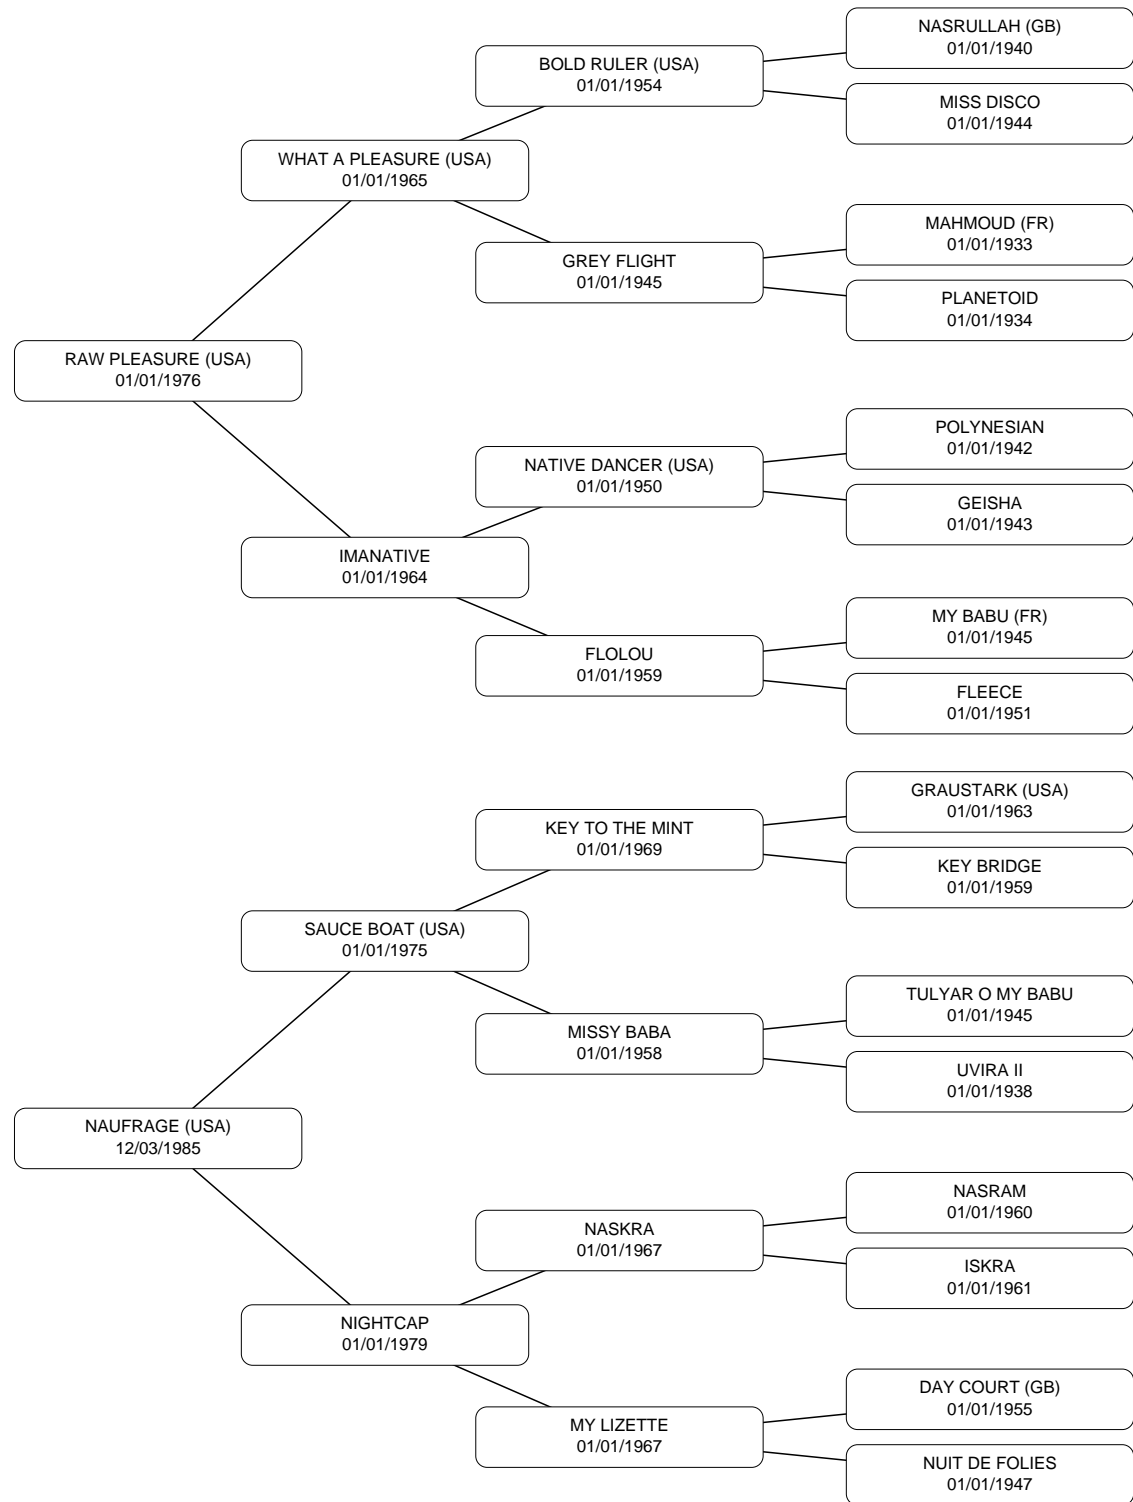 NASRULLAH (GB)
01/01/1940
BOLD RULER (USA)
01/01/1954
MISS DISCO
01/01/1944
WHAT A PLEASURE (USA)
01/01/1965
MAHMOUD (FR)
01/01/1933
GREY FLIGHT
01/01/1945
PLANETOID
01/01/1934
RAW PLEASURE (USA)
01/01/1976
POLYNESIAN
01/01/1942
NATIVE DANCER (USA)
01/01/1950
GEISHA
01/01/1943
IMANATIVE
01/01/1964
MY BABU (FR)
01/01/1945
FLOLOU
01/01/1959
FLEECE
01/01/1951
GRAUSTARK (USA)
01/01/1963
KEY TO THE MINT
01/01/1969
KEY BRIDGE
01/01/1959
SAUCE BOAT (USA)
01/01/1975
TULYAR O MY BABU
01/01/1945
MISSY BABA
01/01/1958
UVIRA II
01/01/1938
NAUFRAGE (USA)
12/03/1985
NASRAM
01/01/1960
NASKRA
01/01/1967
ISKRA
01/01/1961
NIGHTCAP
01/01/1979
DAY COURT (GB)
01/01/1955
MY LIZETTE
01/01/1967
NUIT DE FOLIES
01/01/1947